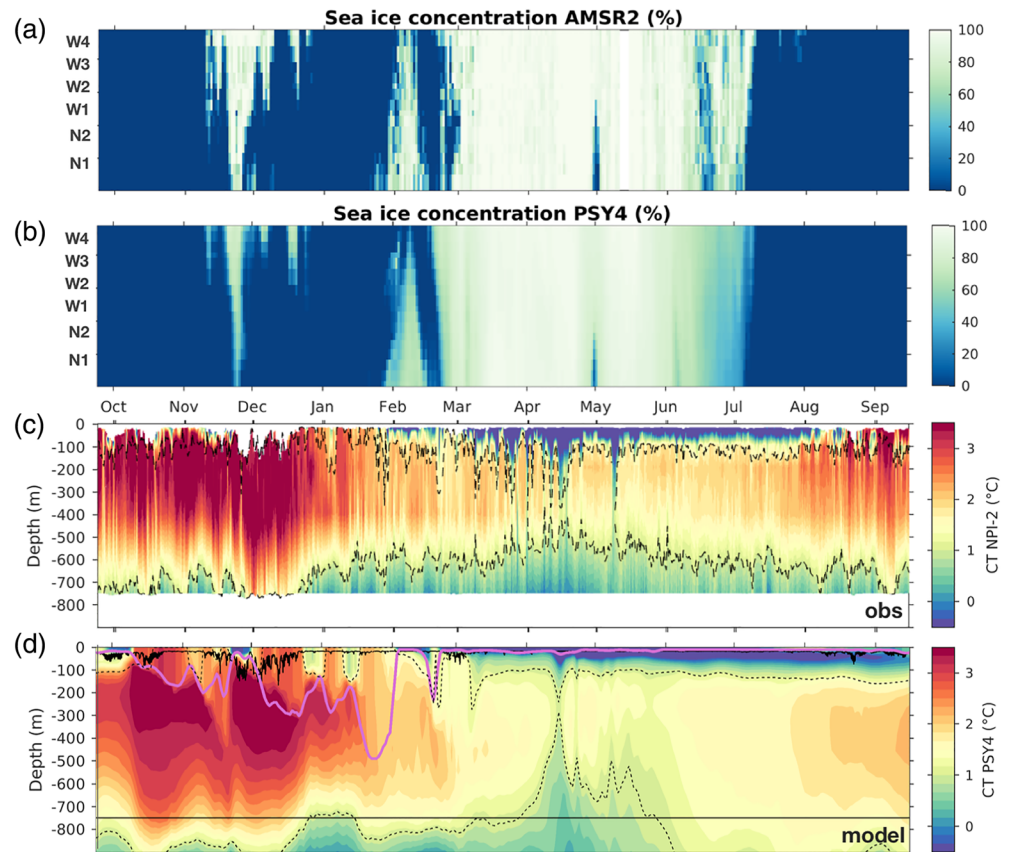 (a)
Sea ice concentration AMSR2 (%)
W4
W3
W2
W1
N2
N1
100
80
60
40
20
0
(b)
Sea ice concentration PSY4 (%)
W4
W3
W2
W1
N2
N1
100
80
60
40
20
0
Oct Nov Dec Jan Feb Mar Apr May Jun Jul Aug Sep
(c)
0
-100
-200
-300
-400
-500
-600
-700
-800
Depth (m)
obs
3
2
1
0
CT NPI-2 (°C)
(d)
0
-100
-200
-300
-400
-500
-600
-700
-800
Depth (m)
model
3
2
1
0
CT PSY4 (°C)